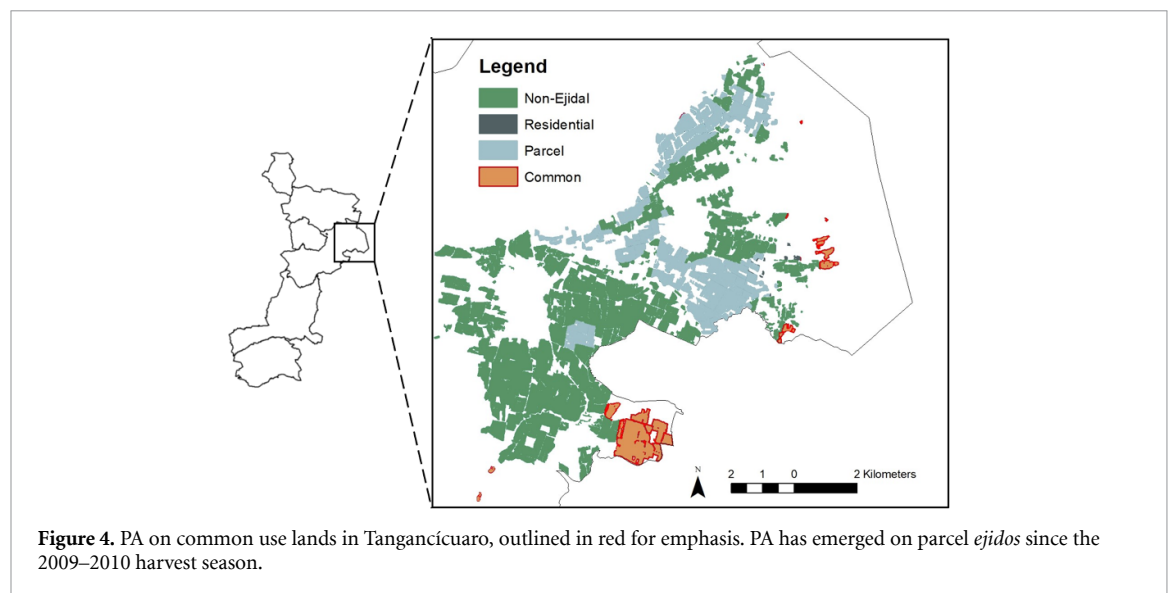 Legend
Non-Ejidal
Residential
Parcel
Common
N
2 1 0 2 Kilometers
Figure 4. PA on common use lands in Tangancícuaro, outlined in red for emphasis. PA has emerged on parcel ejidos since the
2009–2010 harvest season.